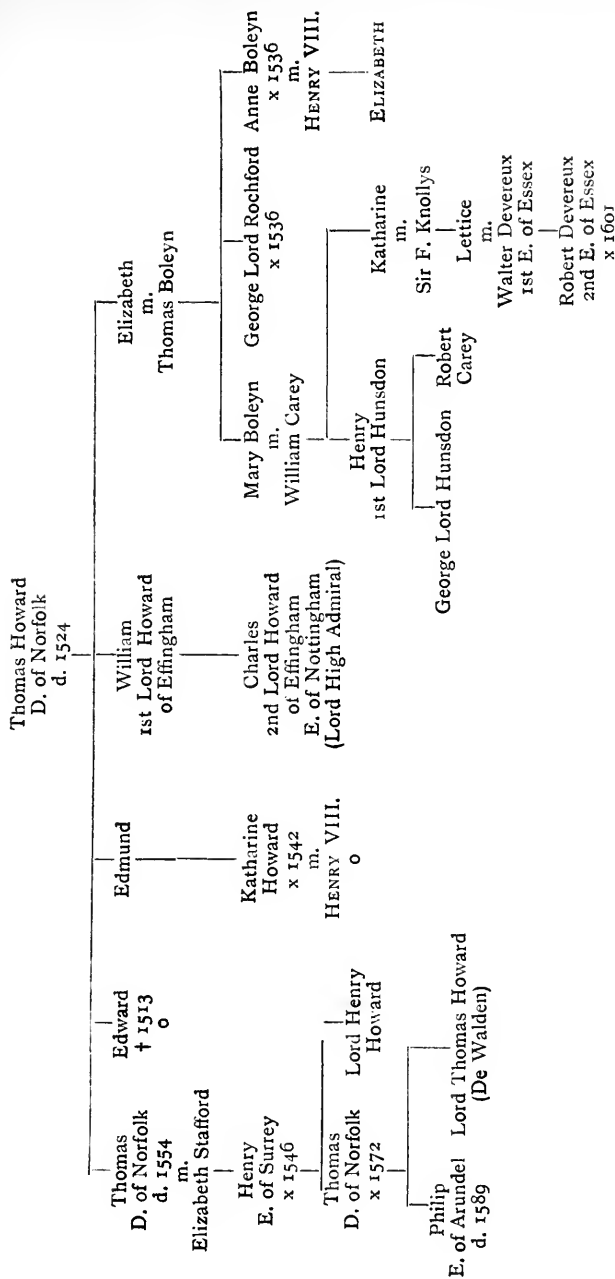 Thomas Howard
D. of Norfolk
d. 1524
Thomas
D. of Norfolk
d. 1554
m.
Elizabeth Stafford
Edward
† 1513
o
Edmund
William
1st Lord Howard
of Effingham
Elizabeth
m.
Thomas Boleyn
Henry
E. of Surrey
x 1546
Katharine
Howard
x 1542
m.
HENRY VIII.
o
Charles
2nd Lord Howard
of Effingham
E. of Nottingham
(Lord High Admiral)
Mary Boleyn
m.
William Carey
George Lord Rochford
x 1536
Anne Boleyn
x 1536
m.
HENRY VIII.
Thomas
D. of Norfolk
x 1572
Lord Henry
Howard
Henry
1st Lord Hunsdon
Katharine
m.
Sir F. Knollys
ELIZABETH
Philip
E. of Arundel
d. 1589
Lord Thomas Howard
(De Walden)
George Lord Hunsdon
Robert
Carey
Lettice
m.
Walter Devereux
1st E. of Essex
Robert Devereux
2nd E. of Essex
x 1601